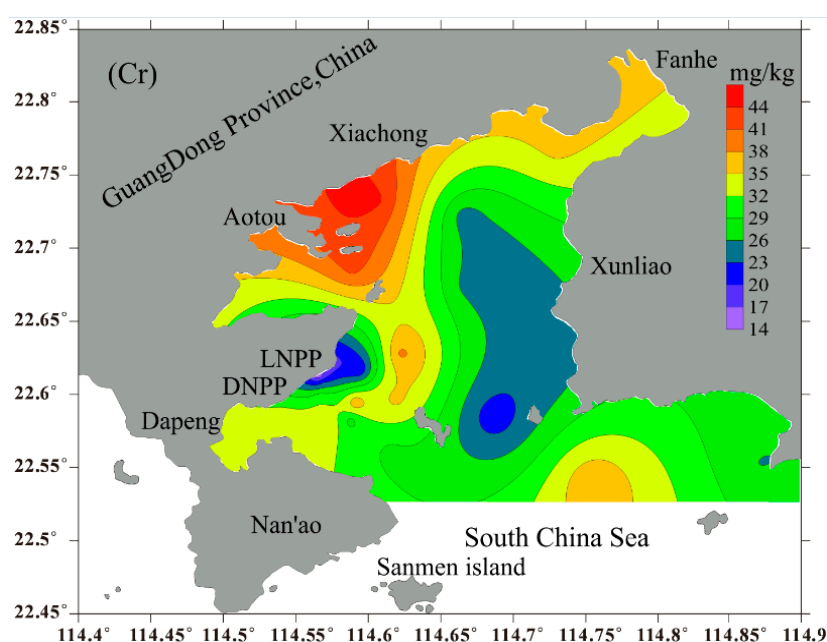 22.85°
22.8°
22.75°
22.7°
22.65°
22.6°
22.55°
22.5°
22.45°
(Cr)
GuangDong Province,China
Fanhe
mg/kg
44
41
38
35
32
29
26
23
20
17
14
Xiachong
Aotou
Xunliao
LNPP
DNPP
Dapeng
Nan'ao
South China Sea
Sanmen island
114.4° 114.45° 114.5° 114.55° 114.6° 114.65° 114.7° 114.75° 114.8° 114.85° 114.9